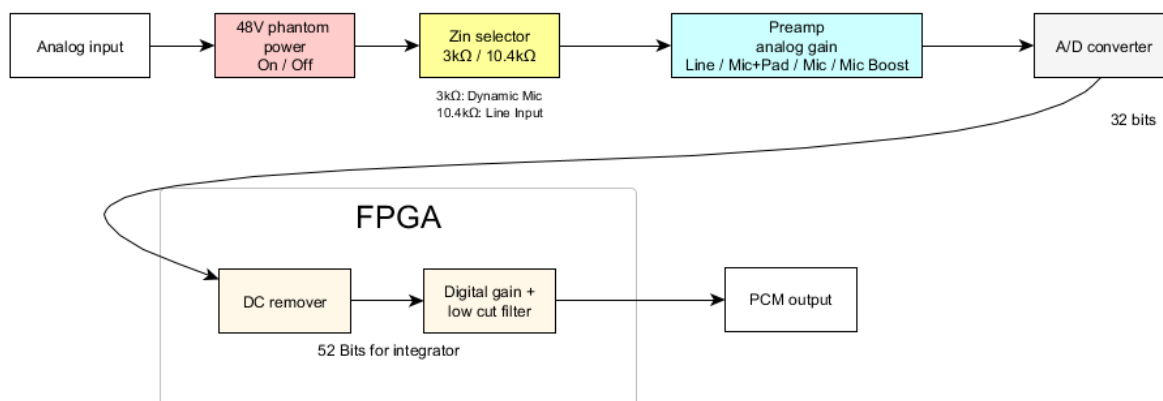 Analog input
48V phantom
power
On / Off
Zin selector
3kΩ / 10.4kΩ
Preamp
analog gain
Line / Mic+Pad / Mic / Mic Boost
A/D converter
3kΩ: Dynamic Mic
10.4kΩ: Line Input
32 bits
FPGA
DC remover
Digital gain +
low cut filter
PCM output
52 Bits for integrator